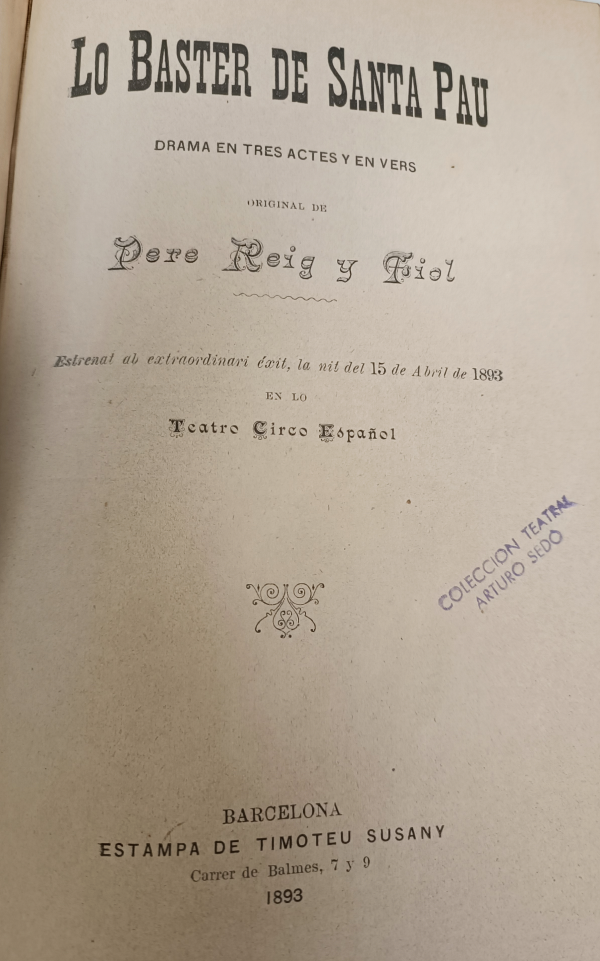 LO BASTER DE SANTA PAU
DRAMA EN TRES ACTES Y EN VERS
ORIGINAL DE
Pere Reig y Fiol
Estrenat ab extraordinari éxit, la nit del 15 de Abril de 1893
EN LO
Teatro Circo Español
COLECCION TEATRAL
ARTURO SEDÓ
BARCELONA
ESTAMPA DE TIMOTEU SUSANY
Carrer de Balmes, 7 y 9
1893